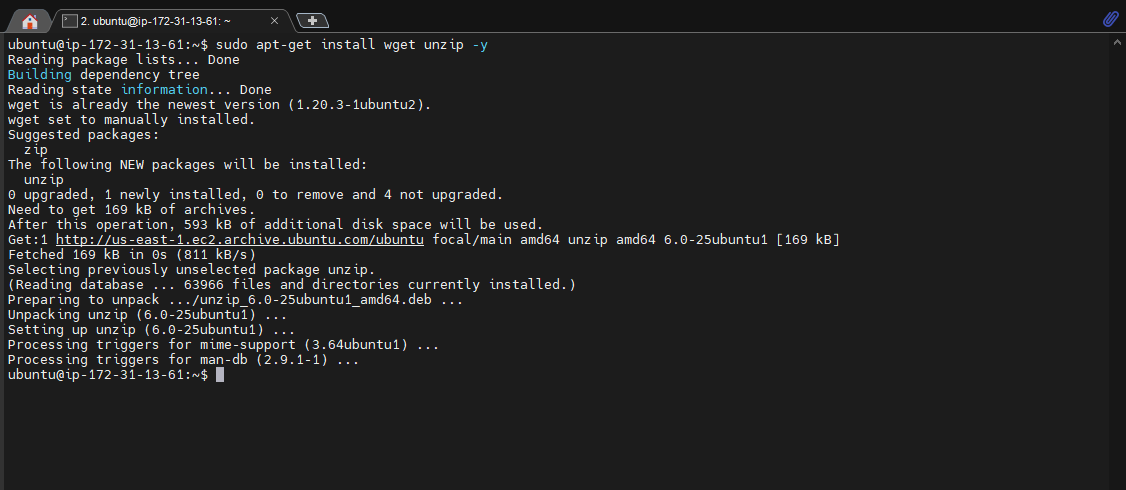 2. ubuntu@ip-172-31-13-61: ~
ubuntu@ip-172-31-13-61:~$ sudo apt-get install wget unzip -y
Reading package lists... Done
Building dependency tree
Reading state information... Done
wget is already the newest version (1.20.3-1ubuntu2).
wget set to manually installed.
Suggested packages:
  zip
The following NEW packages will be installed:
  unzip
0 upgraded, 1 newly installed, 0 to remove and 4 not upgraded.
Need to get 169 kB of archives.
After this operation, 593 kB of additional disk space will be used.
Get:1 http://us-east-1.ec2.archive.ubuntu.com/ubuntu focal/main amd64 unzip amd64 6.0-25ubuntu1 [169 kB]
Fetched 169 kB in 0s (811 kB/s)
Selecting previously unselected package unzip.
(Reading database ... 63966 files and directories currently installed.)
Preparing to unpack .../unzip_6.0-25ubuntu1_amd64.deb ...
Unpacking unzip (6.0-25ubuntu1) ...
Setting up unzip (6.0-25ubuntu1) ...
Processing triggers for mime-support (3.64ubuntu1) ...
Processing triggers for man-db (2.9.1-1) ...
ubuntu@ip-172-31-13-61:~$